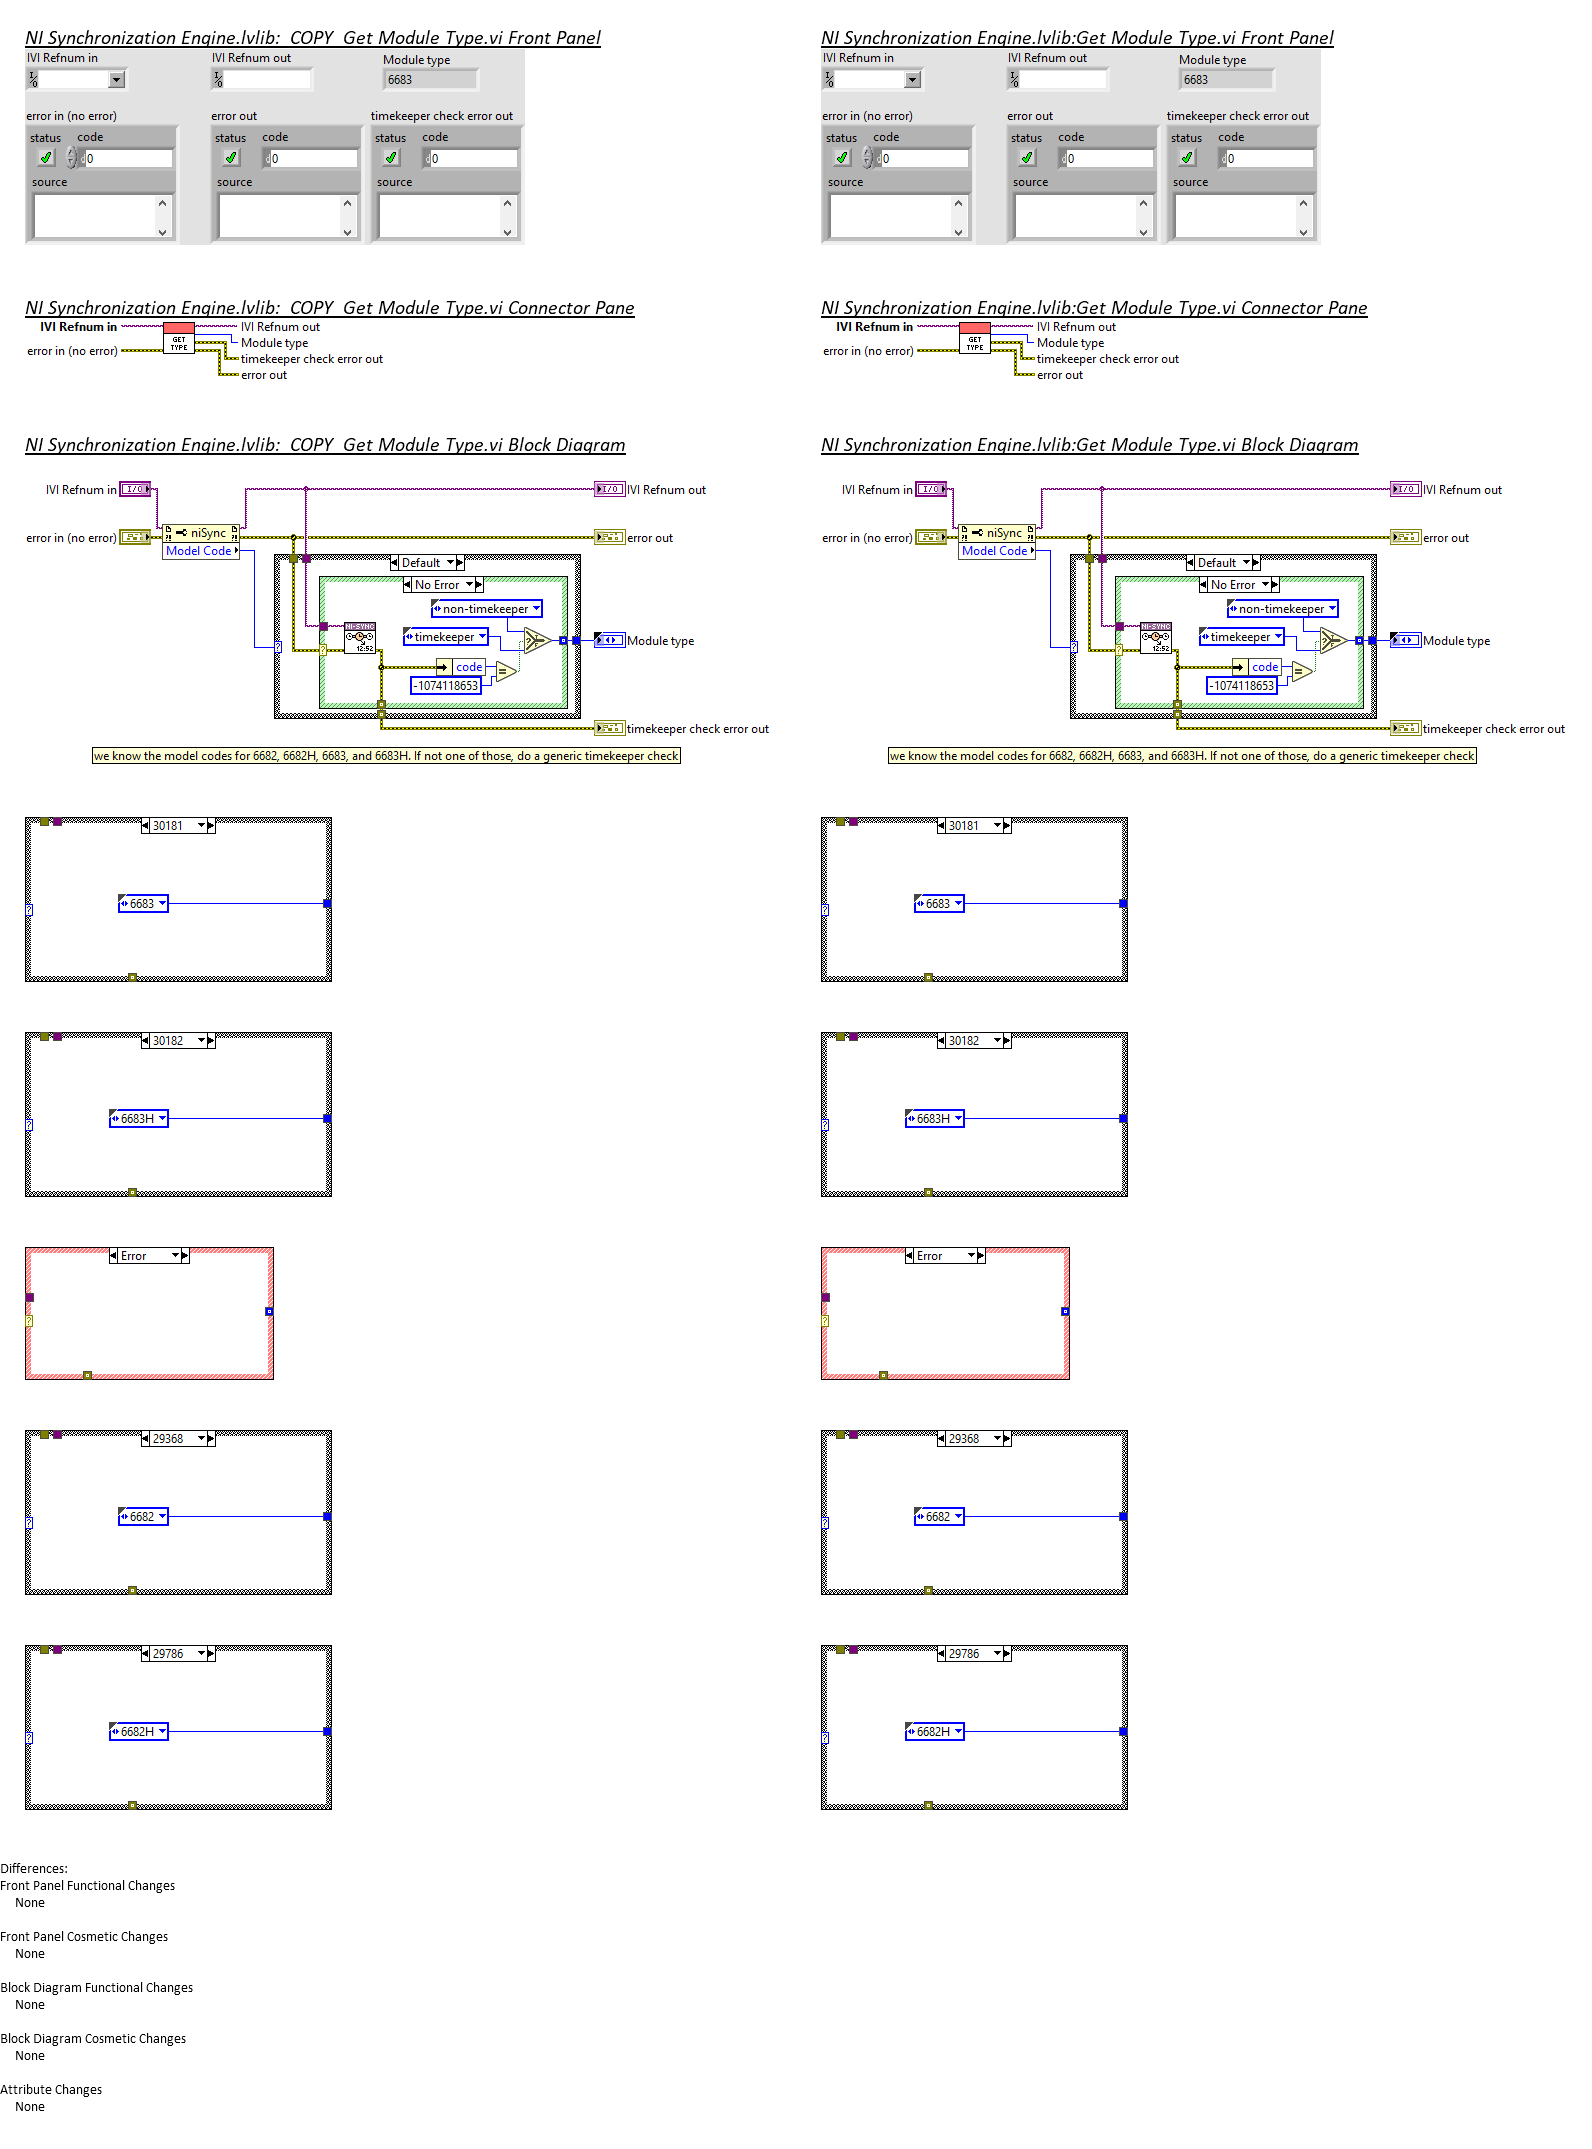 NI Synchronization Engine.lvlib:  COPY  Get Module Type.vi Front Panel
IVI Refnum in
IVI Refnum out
Module type
6683
error in (no error)
error out
timekeeper check error out
status
code
status
code
status
code
0
0
0
source
source
source
NI Synchronization Engine.lvlib:Get Module Type.vi Front Panel
IVI Refnum in
IVI Refnum out
Module type
6683
error in (no error)
error out
timekeeper check error out
status
code
status
code
status
code
0
0
0
source
source
source
NI Synchronization Engine.lvlib:  COPY  Get Module Type.vi Connector Pane
IVI Refnum in
error in (no error)
GET
TYPE
IVI Refnum out
Module type
timekeeper check error out
error out
NI Synchronization Engine.lvlib:Get Module Type.vi Connector Pane
IVI Refnum in
error in (no error)
GET
TYPE
IVI Refnum out
Module type
timekeeper check error out
error out
NI Synchronization Engine.lvlib:  COPY  Get Module Type.vi Block Diagram
IVI Refnum in
I/O
I/O
IVI Refnum out
error in (no error)
niSync
Model Code
error out
Default
No Error
non-timekeeper
timekeeper
NI-SYNC
12:52
code
-1074118653
Module type
timekeeper check error out
we know the model codes for 6682, 6682H, 6683, and 6683H. If not one of those, do a generic timekeeper check
NI Synchronization Engine.lvlib:Get Module Type.vi Block Diagram
IVI Refnum in
I/O
I/O
IVI Refnum out
error in (no error)
niSync
Model Code
error out
Default
No Error
non-timekeeper
timekeeper
NI-SYNC
12:52
code
-1074118653
Module type
timekeeper check error out
we know the model codes for 6682, 6682H, 6683, and 6683H. If not one of those, do a generic timekeeper check
30181
6683
30181
6683
30182
6683H
30182
6683H
Error
Error
29368
6682
29368
6682
29786
6682H
29786
6682H
Differences:
Front Panel Functional Changes
None
Front Panel Cosmetic Changes
None
Block Diagram Functional Changes
None
Block Diagram Cosmetic Changes
None
Attribute Changes
None